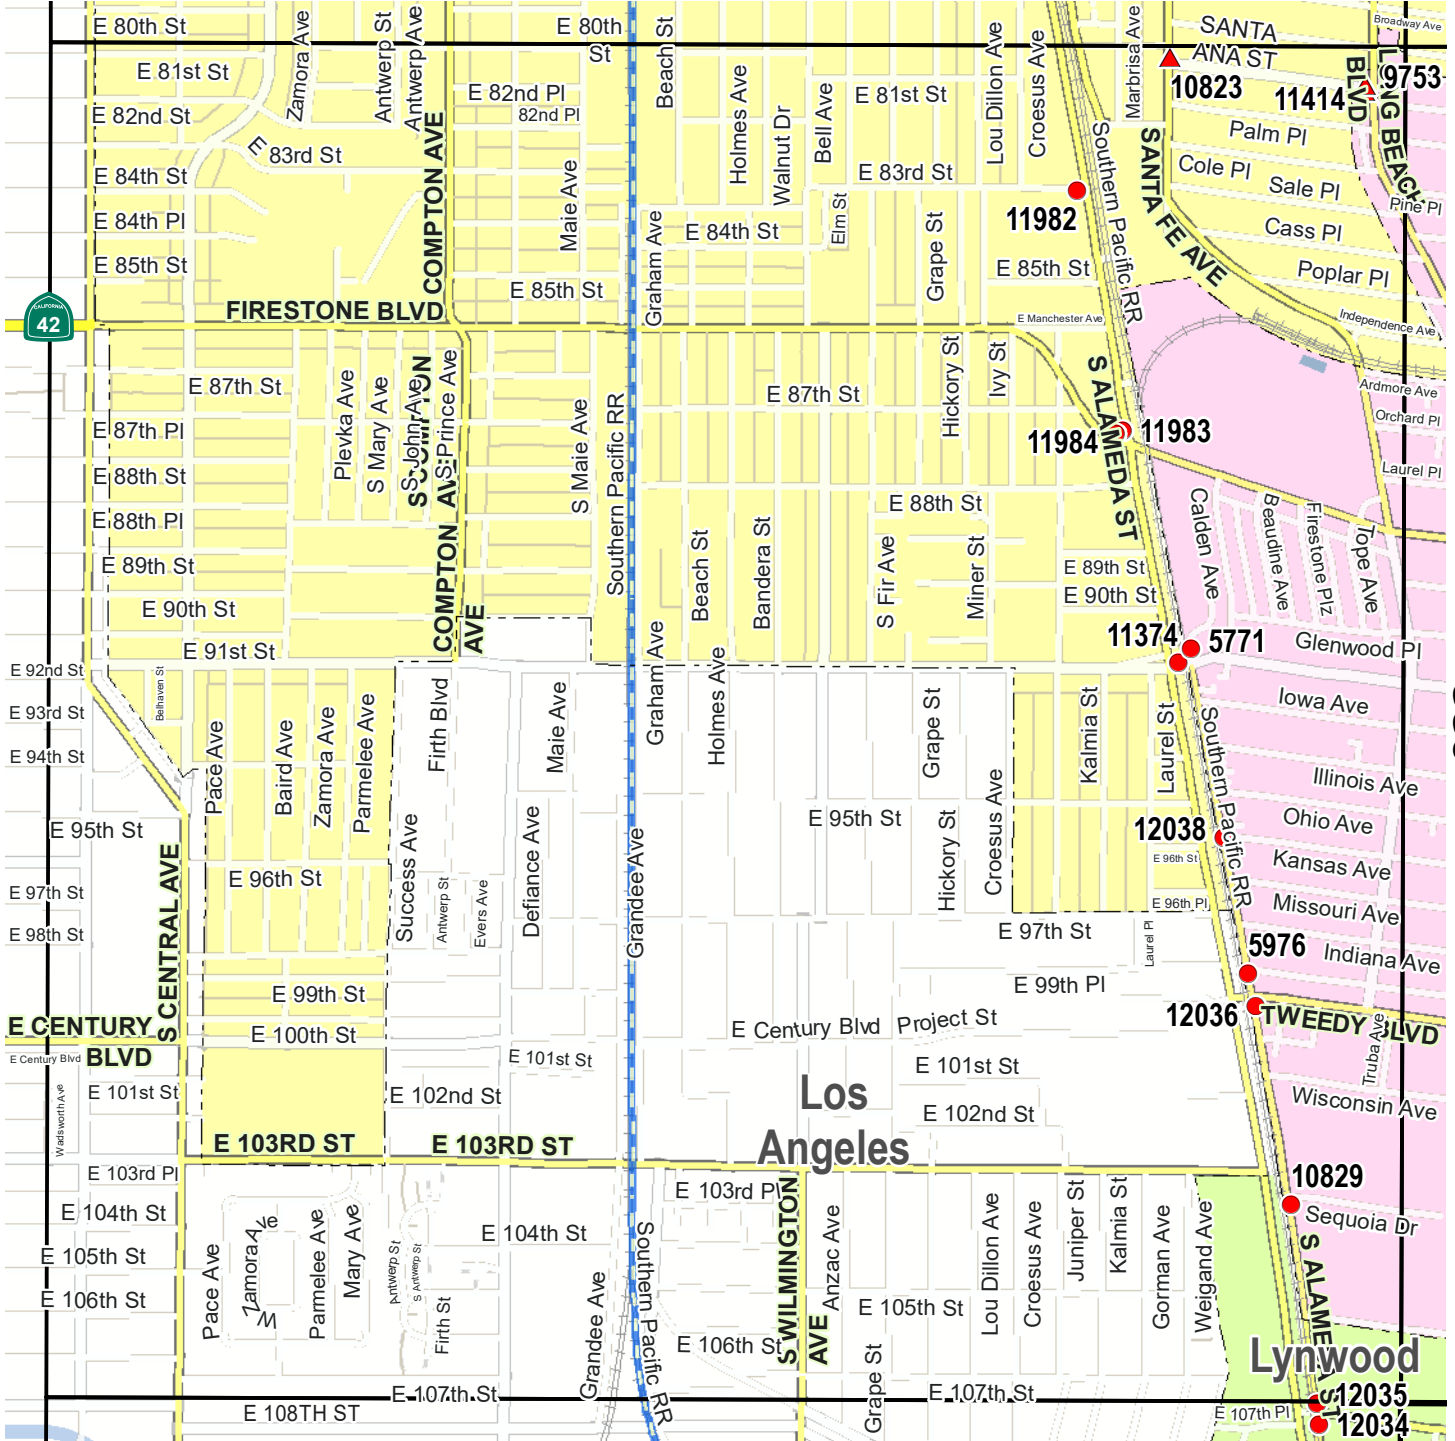 E 80th St
Zamora Ave
Antwerp St
Antwerp Ave
E 80th
St
Beach St
Lou Dillon Ave
Croesus Ave
Marbrisa Ave
SANTA
ANA ST
Broadway Ave
E 81st St
E 82nd Pl
82nd Pl
Holmes Ave
Walnut Dr
Bell Ave
E 81st St
10823
11414
9753
BLVD
LONG BEACH
E 82nd St
E 83rd St
COMPTON AVE
Southern Pacific RR
SANTA FE AVE
Palm Pl
Cole Pl
Sale Pl
Pine Pl
E 84th St
Maie Ave
E 83rd St
11982
E 84th Pl
Graham Ave
E 84th St
Elm St
Grape St
Cass Pl
E 85th St
E 85th St
E 85th St
Poplar Pl
CALIFORNIA
42
FIRESTONE BLVD
E Manchester Ave
Independence Ave
E 87th St
Plevka Ave
S Mary Ave
S John Ave
S COMPTON
AVE
S Prince Ave
S Maie Ave
Southern Pacific RR
E 87th St
Hickory St
Ivy St
S ALAMEDA ST
Ardmore Ave
Orchard Pl
E 87th Pl
11984
11983
Laurel Pl
E 88th St
E 88th St
E 88th Pl
Calden Ave
Beaudine Ave
Firestone Plz
Tope Ave
E 89th St
COMPTON
AVE
Beach St
Bandera St
S Fir Ave
Miner St
E 89th St
E 90th St
E 90th St
11374
5771
Glenwood Pl
E 91st St
Graham Ave
Holmes Ave
E 92nd St
Belhaven St
Firth Blvd
Maie Ave
Grape St
Kalmia St
Laurel St
Iowa Ave
E 93rd St
Pace Ave
Baird Ave
Zamora Ave
Parmelee Ave
Southern Pacific RR
E 94th St
Illinois Ave
E 95th St
Success Ave
Defiance Ave
Grandee Ave
E 95th St
Hickory St
Croesus Ave
12038
Ohio Ave
S CENTRAL AVE
E 96th St
Antwerp St
Evers Ave
E 96th St
Kansas Ave
E 97th St
E 96th Pl
Missouri Ave
E 98th St
E 97th St
Laurel Pl
5976
Indiana Ave
E 99th St
E 99th Pl
12036
TWEEDY BLVD
E CENTURY
BLVD
E Century Blvd
E 100th St
E Century Blvd
Project St
Truba Ave
E 101st St
E 101st St
E 101st St
Wadsworth Ave
E 102nd St
Los
Angeles
E 102nd St
Wisconsin Ave
E 103RD ST
E 103RD ST
E 103rd Pl
E 103rd Pl
10829
Sequoia Dr
E 104th St
E 104th St
Pace Ave
Zamora Ave
W
Parmelee Ave
Mary Ave
Antwerp St
S Antwerp St
Firth St
Grandee Ave
Southern Pacific RR
S WILMINGTON
AVE
Anzac Ave
Lou Dillon Ave
Croesus Ave
Juniper St
Kalmia St
Gorman Ave
Weigand Ave
S ALAMEDA ST
E 105th St
E 106th St
E 105th St
E 106th St
Grape St
Lynwood
E 107th St
E 107th St
12035
E 108TH ST
E 107th Pl
12034